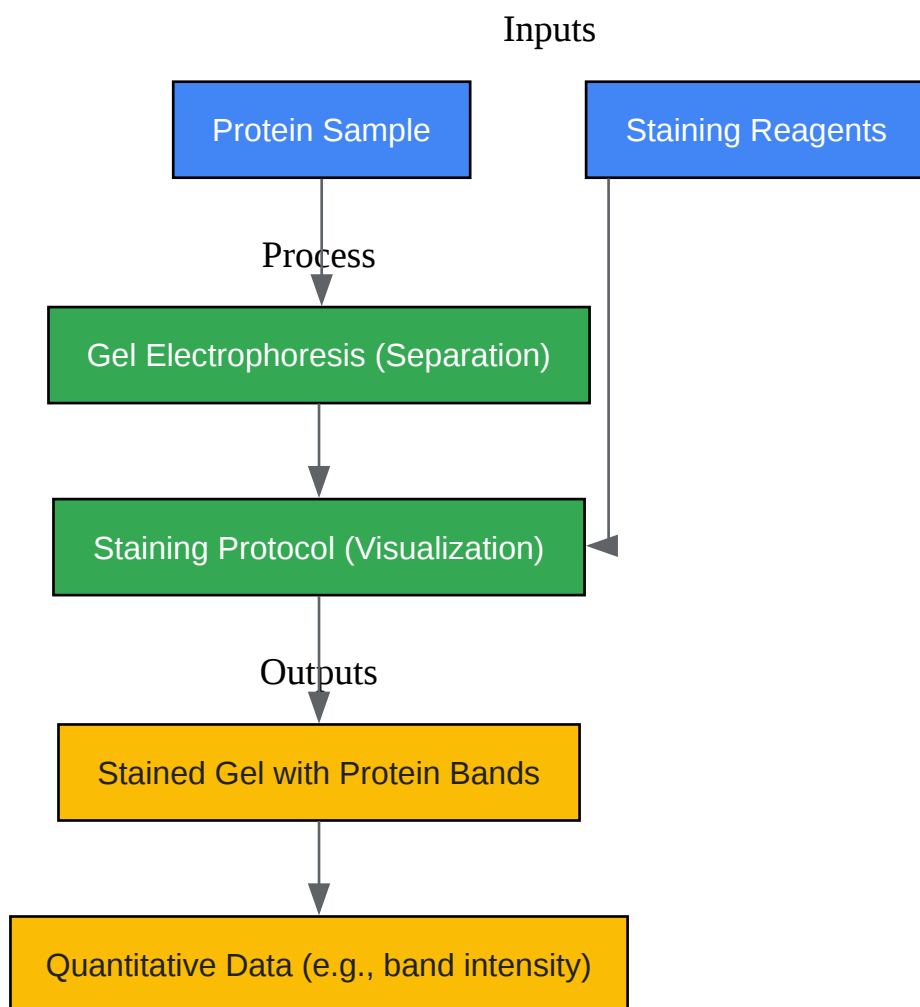 Inputs
Protein Sample
Staining Reagents
Process
Gel Electrophoresis (Separation)
Staining Protocol (Visualization)
Outputs
Stained Gel with Protein Bands
Quantitative Data (e.g., band intensity)